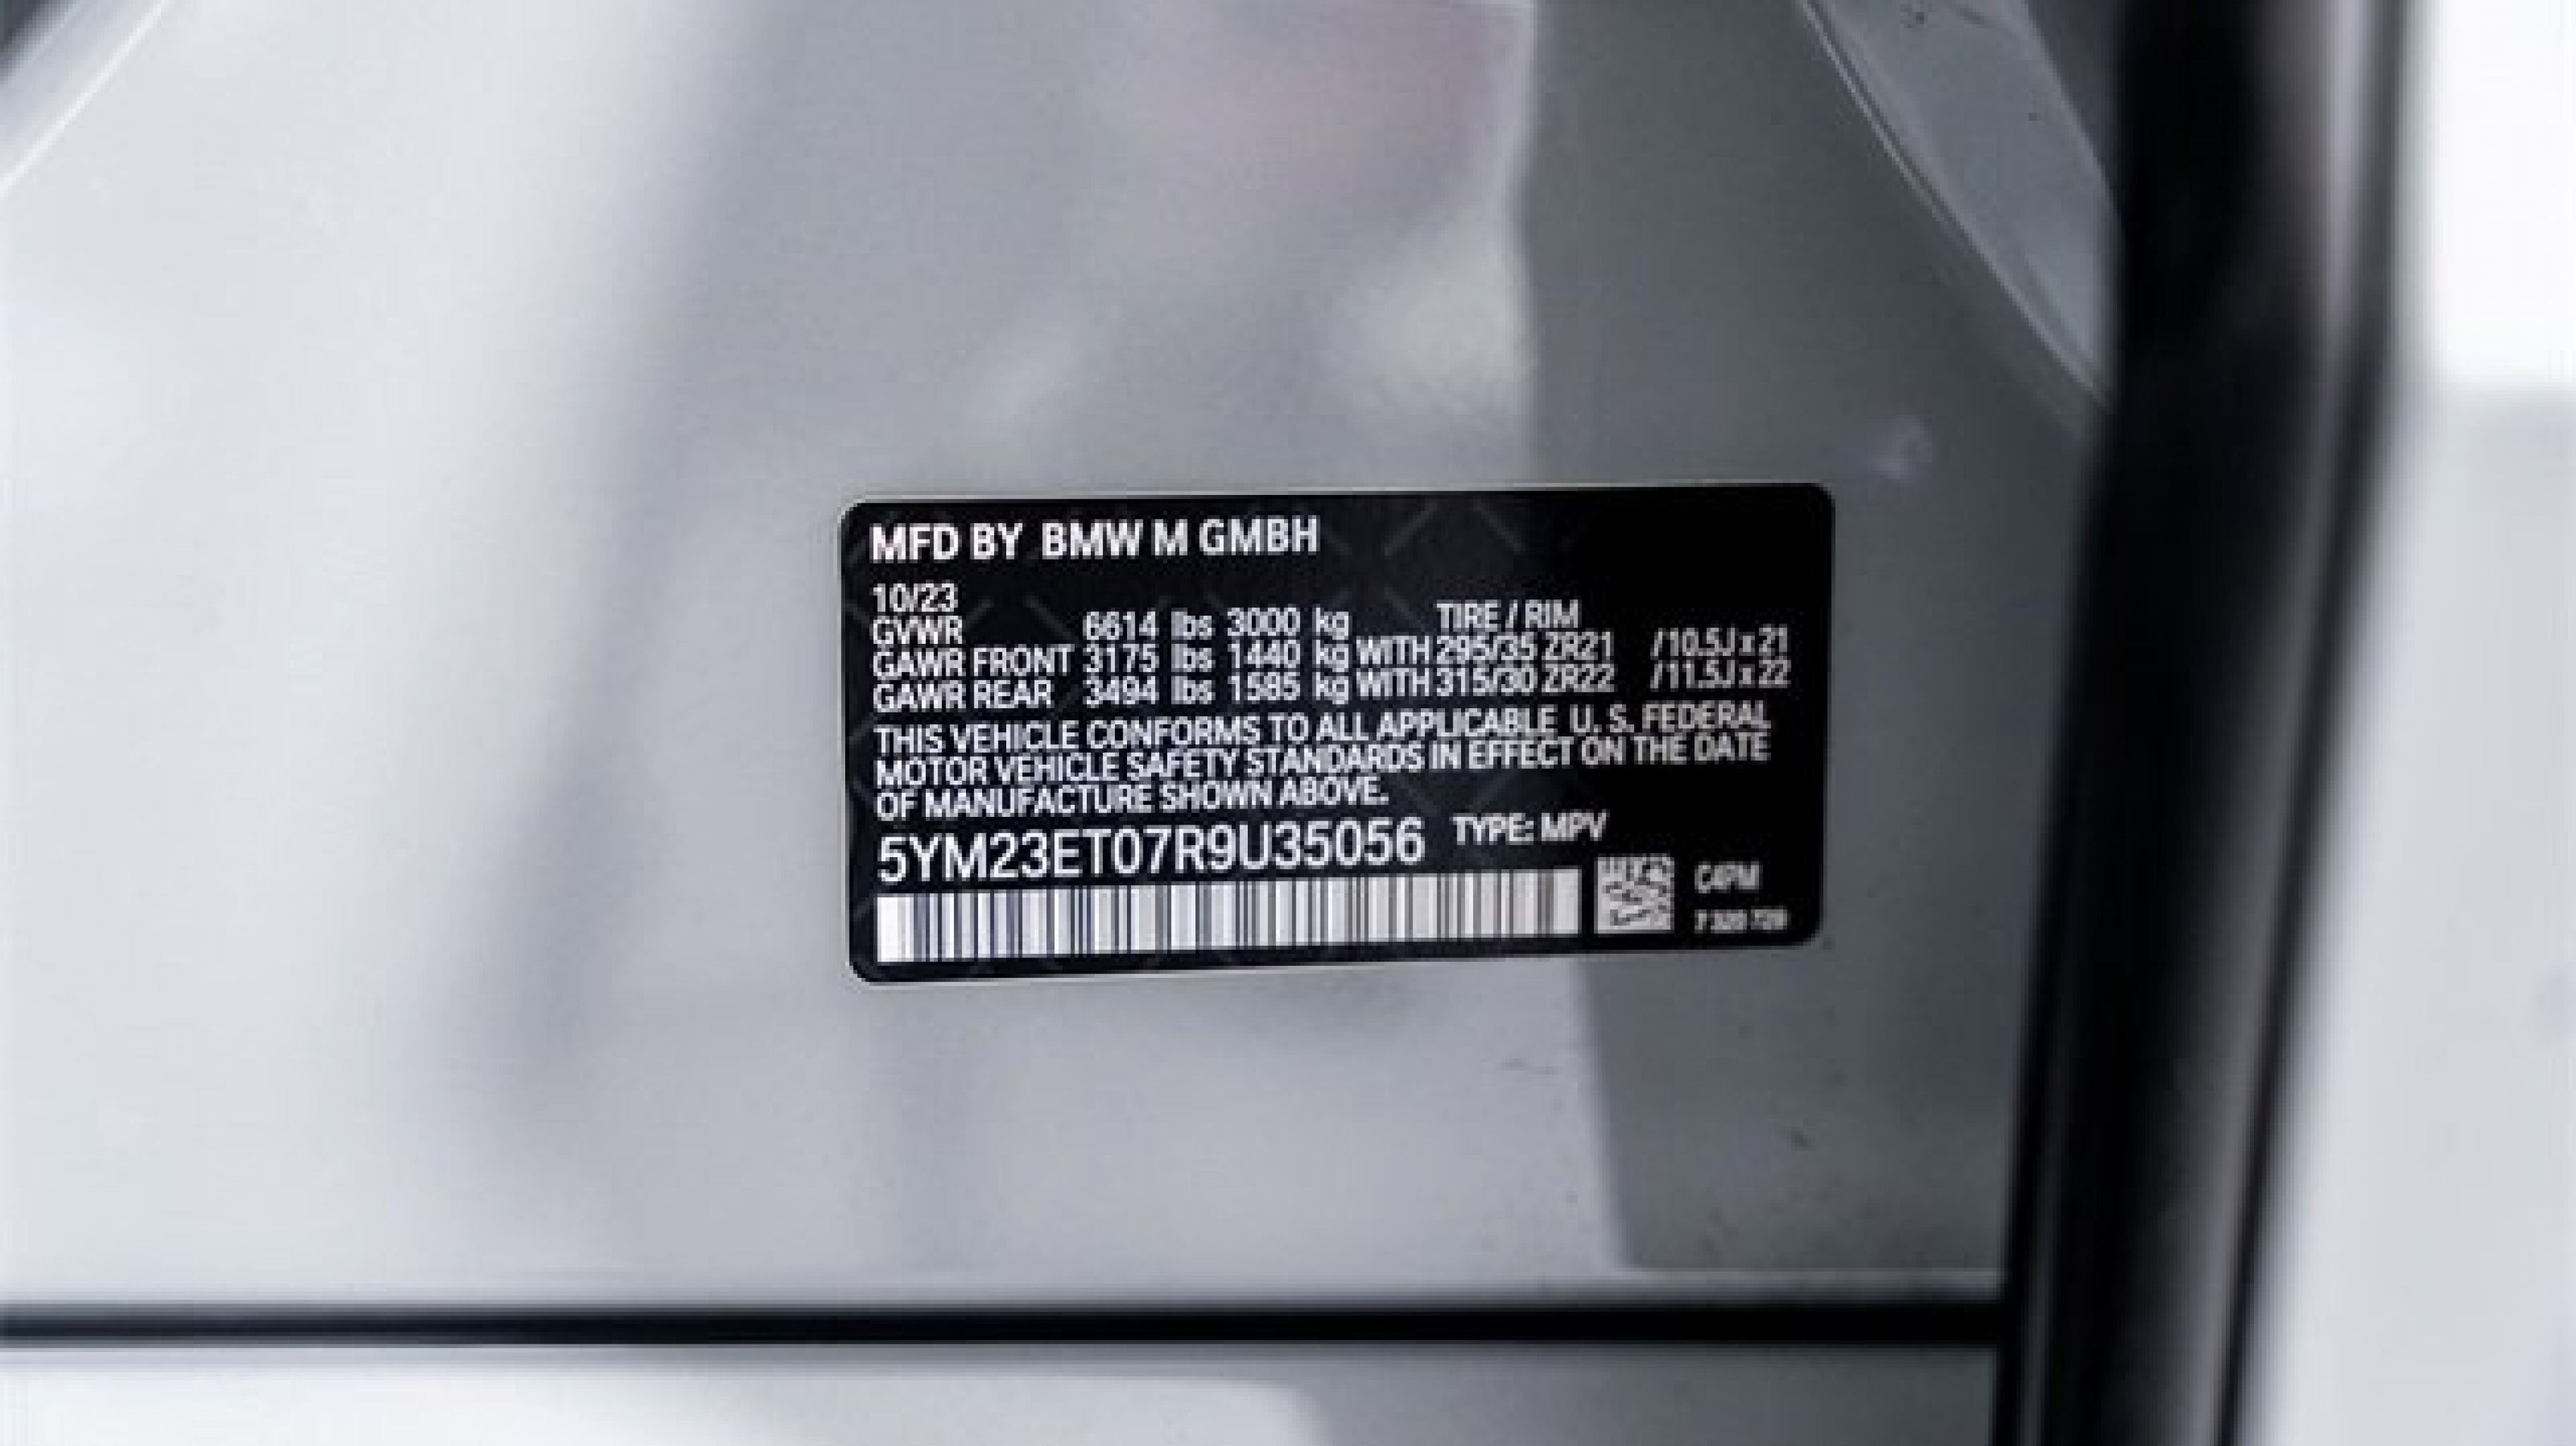 MFD BY BMW M GMBH
10/23
GVWR 6614 lbs 3000 kg TIRE / RIM
GAWR FRONT 3175 lbs 1440 kg WITH 295/35 ZR21 /10.5J x 21
GAWR REAR 3494 lbs 1585 kg WITH 315/30 ZR22 /11.5J x 22
THIS VEHICLE CONFORMS TO ALL APPLICABLE U. S. FEDERAL
MOTOR VEHICLE SAFETY STANDARDS IN EFFECT ON THE DATE
OF MANUFACTURE SHOWN ABOVE.
5YM23ET07R9U35056 TYPE: MPV